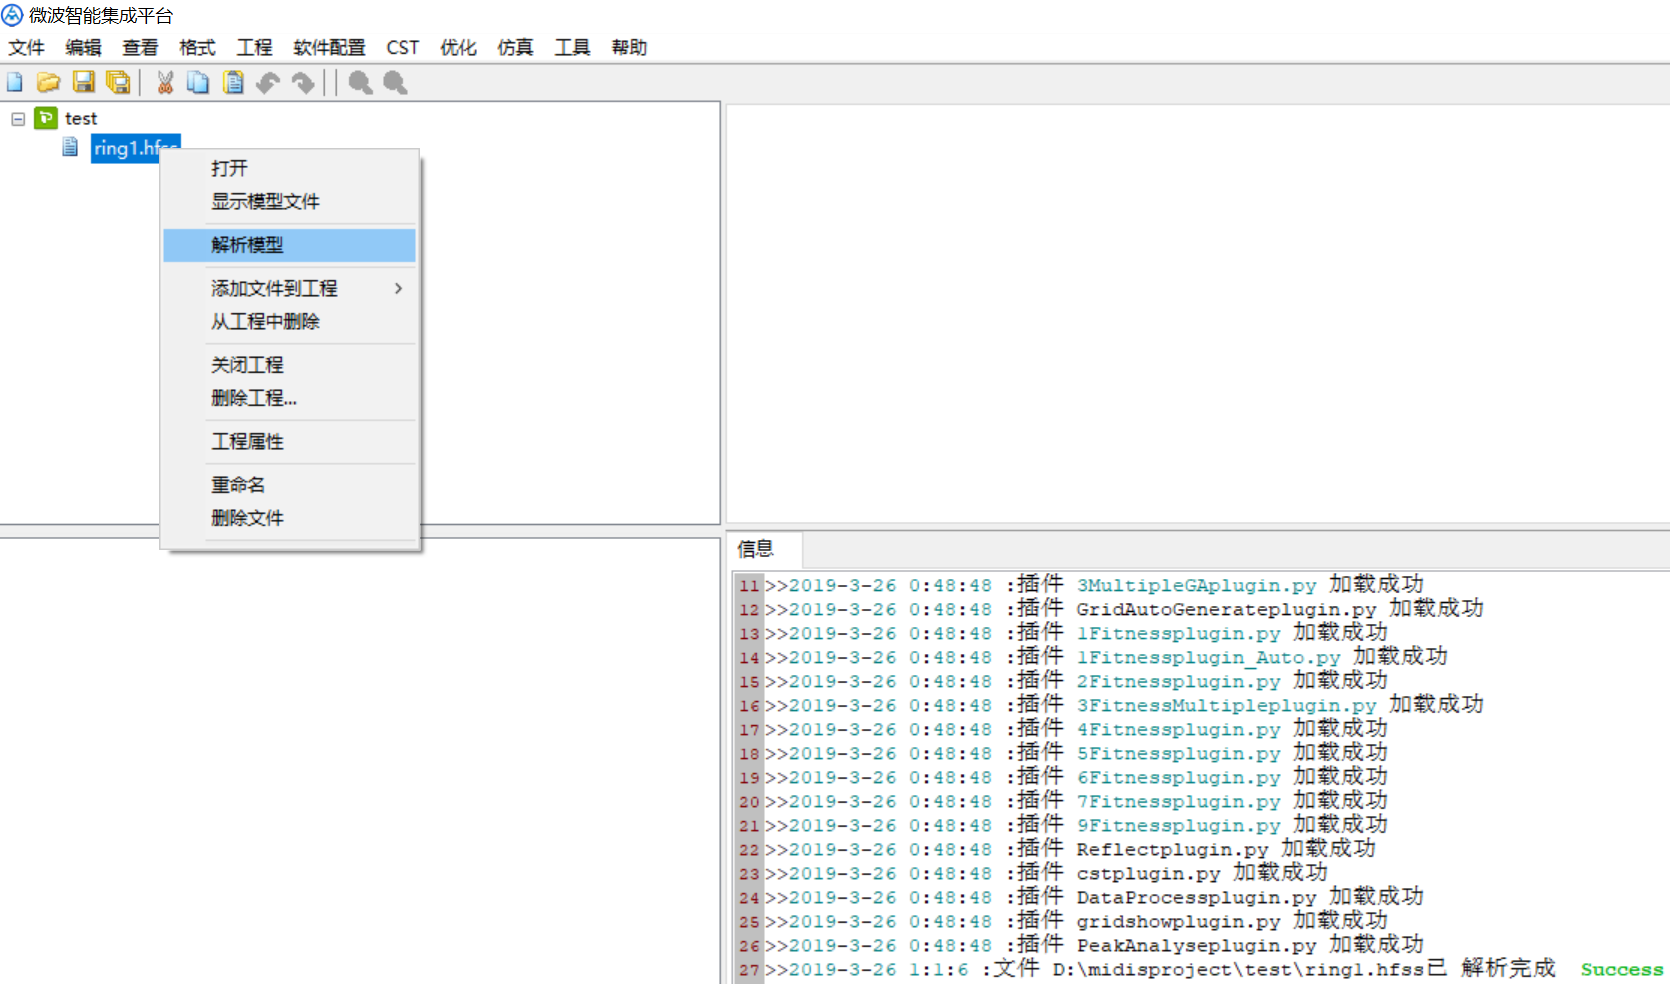 微波智能集成平台
文件 编辑 查看 格式 工程 软件配置 CST 优化 仿真 工具 帮助
test
ring1.hfss
打开
显示模型文件
解析模型
添加文件到工程
从工程中删除
关闭工程
删除工程...
工程属性
重命名
删除文件
信息
11 >>2019-3-26 0:48:48 :插件 3MultipleGAplugin.py 加载成功
12 >>2019-3-26 0:48:48 :插件 GridAutoGenerateplugin.py 加载成功
13 >>2019-3-26 0:48:48 :插件 1Fitnessplugin.py 加载成功
14 >>2019-3-26 0:48:48 :插件 1Fitnessplugin_Auto.py 加载成功
15 >>2019-3-26 0:48:48 :插件 2Fitnessplugin.py 加载成功
16 >>2019-3-26 0:48:48 :插件 3FitnessMultipleplugin.py 加载成功
17 >>2019-3-26 0:48:48 :插件 4Fitnessplugin.py 加载成功
18 >>2019-3-26 0:48:48 :插件 5Fitnessplugin.py 加载成功
19 >>2019-3-26 0:48:48 :插件 6Fitnessplugin.py 加载成功
20 >>2019-3-26 0:48:48 :插件 7Fitnessplugin.py 加载成功
21 >>2019-3-26 0:48:48 :插件 9Fitnessplugin.py 加载成功
22 >>2019-3-26 0:48:48 :插件 Reflectplugin.py 加载成功
23 >>2019-3-26 0:48:48 :插件 cstplugin.py 加载成功
24 >>2019-3-26 0:48:48 :插件 DataProcessplugin.py 加载成功
25 >>2019-3-26 0:48:48 :插件 gridshowplugin.py 加载成功
26 >>2019-3-26 0:48:48 :插件 PeakAnalyseplugin.py 加载成功
27 >>2019-3-26 1:1:6 :文件 D:\midisproject\test\ring1.hfss已 解析完成 Success